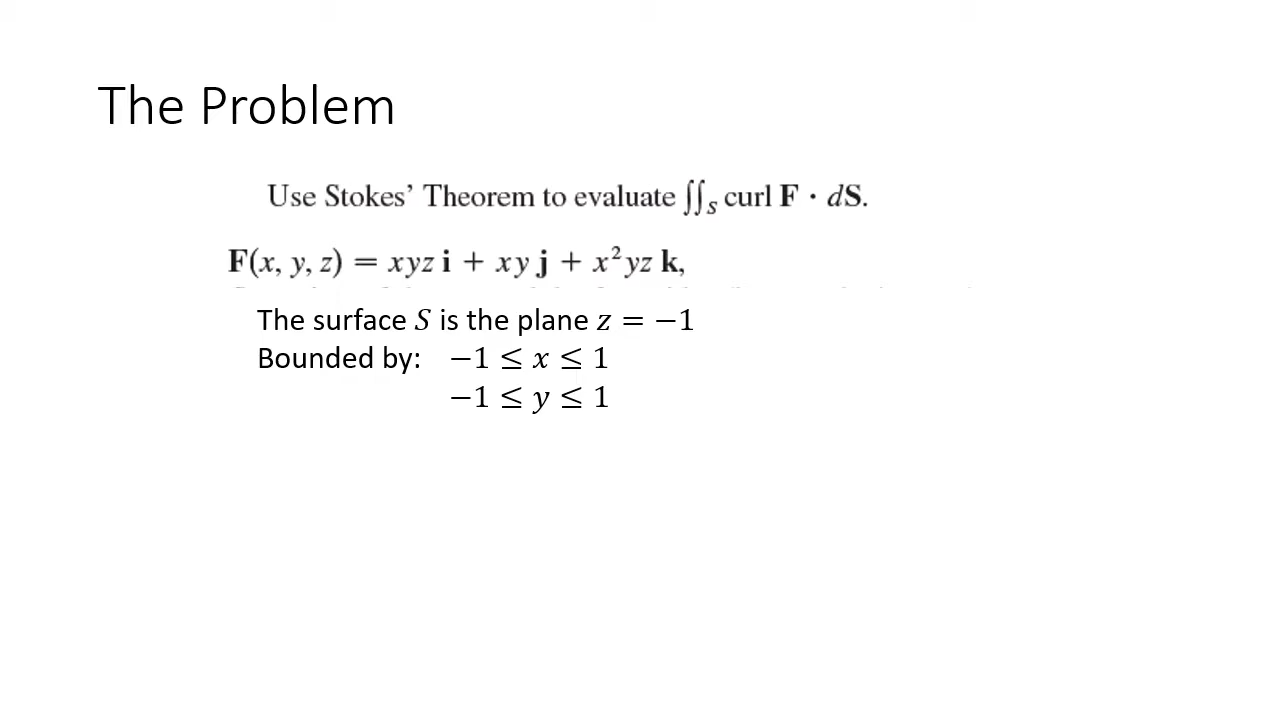 The Problem
Use Stokes' Theorem to evaluate ∬_S curl F · dS.
F(x, y, z) = xyz i + xy j + x²yz k,
The surface S is the plane z = −1
Bounded by: −1 ≤ x ≤ 1
−1 ≤ y ≤ 1